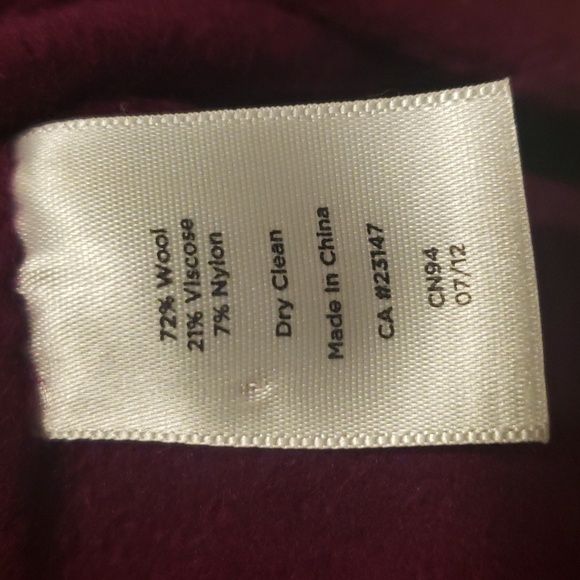 72% Wool
21% Viscose
7% Nylon
Dry Clean
Made In China
CA #23147
CN94
07/12